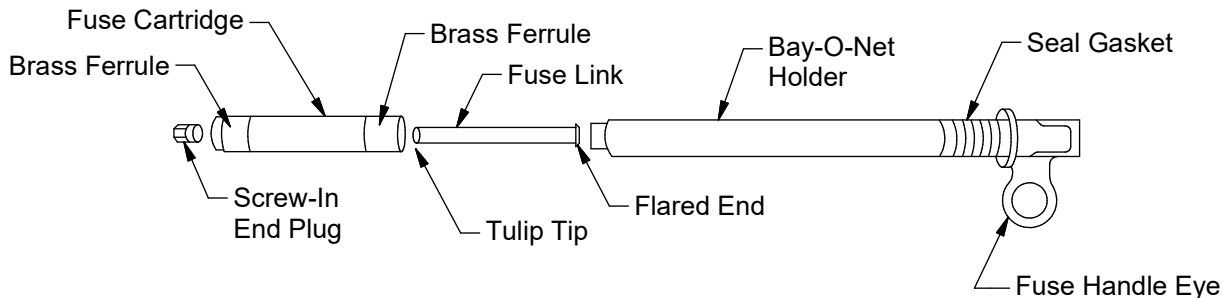 Fuse Cartridge
Brass Ferrule
Brass Ferrule
Fuse Link
Bay-O-Net
Holder
Seal Gasket
Screw-In
End Plug
Tulip Tip
Flared End
Fuse Handle Eye